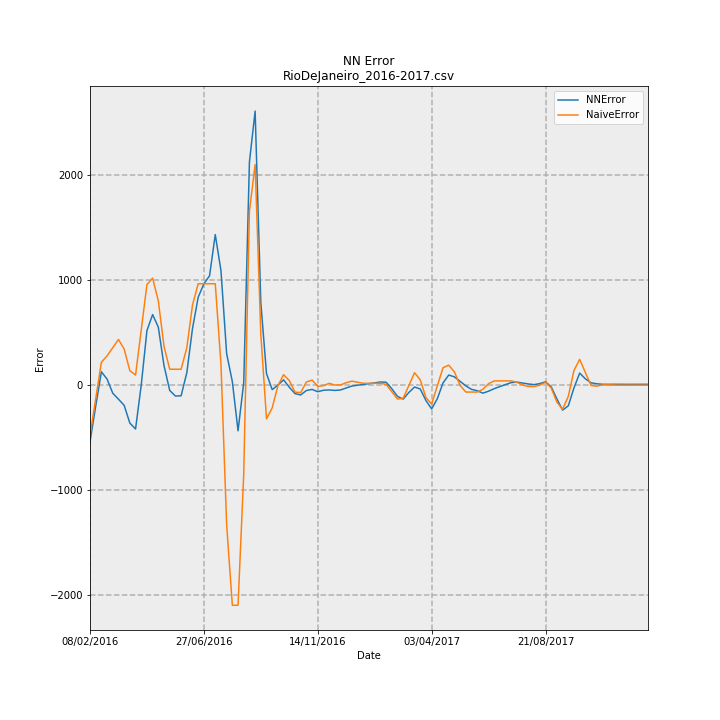 NN Error
RioDeJaneiro_2016-2017.csv
NNError
NaiveError
Error
2000
1000
0
−1000
−2000
08/02/2016
27/06/2016
14/11/2016
03/04/2017
21/08/2017
Date